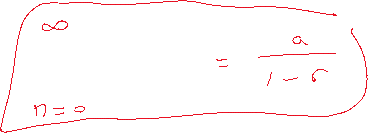 ∞
= a / 1 - r
n = 0